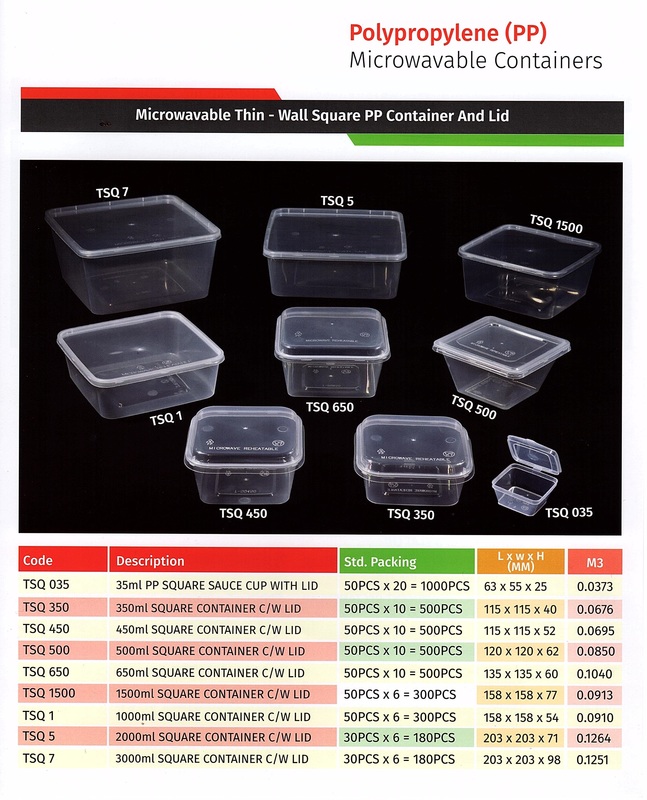 Polypropylene (PP)
Microwavable Containers
Microwavable Thin - Wall Square PP Container And Lid
TSQ 7
TSQ 5
TSQ 1500
TSQ 1
TSQ 650
TSQ 500
MICROWAVE REHEATABLE
MICROWAVE REHEATABLE
TSQ 450
TSQ 350
TSQ 035
Code Description Std. Packing L x w x H (MM) M3
TSQ 035 35ml PP SQUARE SAUCE CUP WITH LID 50PCS x 20 = 1000PCS 63 x 55 x 25 0.0373
TSQ 350 350ml SQUARE CONTAINER C/W LID 50PCS x 10 = 500PCS 115 x 115 x 40 0.0676
TSQ 450 450ml SQUARE CONTAINER C/W LID 50PCS x 10 = 500PCS 115 x 115 x 52 0.0695
TSQ 500 500ml SQUARE CONTAINER C/W LID 50PCS x 10 = 500PCS 120 x 120 x 62 0.0850
TSQ 650 650ml SQUARE CONTAINER C/W LID 50PCS x 10 = 500PCS 135 x 135 x 60 0.1040
TSQ 1500 1500ml SQUARE CONTAINER C/W LID 50PCS x 6 = 300PCS 158 x 158 x 77 0.0913
TSQ 1 1000ml SQUARE CONTAINER C/W LID 50PCS x 6 = 300PCS 158 x 158 x 54 0.0910
TSQ 5 2000ml SQUARE CONTAINER C/W LID 30PCS x 6 = 180PCS 203 x 203 x 71 0.1264
TSQ 7 3000ml SQUARE CONTAINER C/W LID 30PCS x 6 = 180PCS 203 x 203 x 98 0.1251